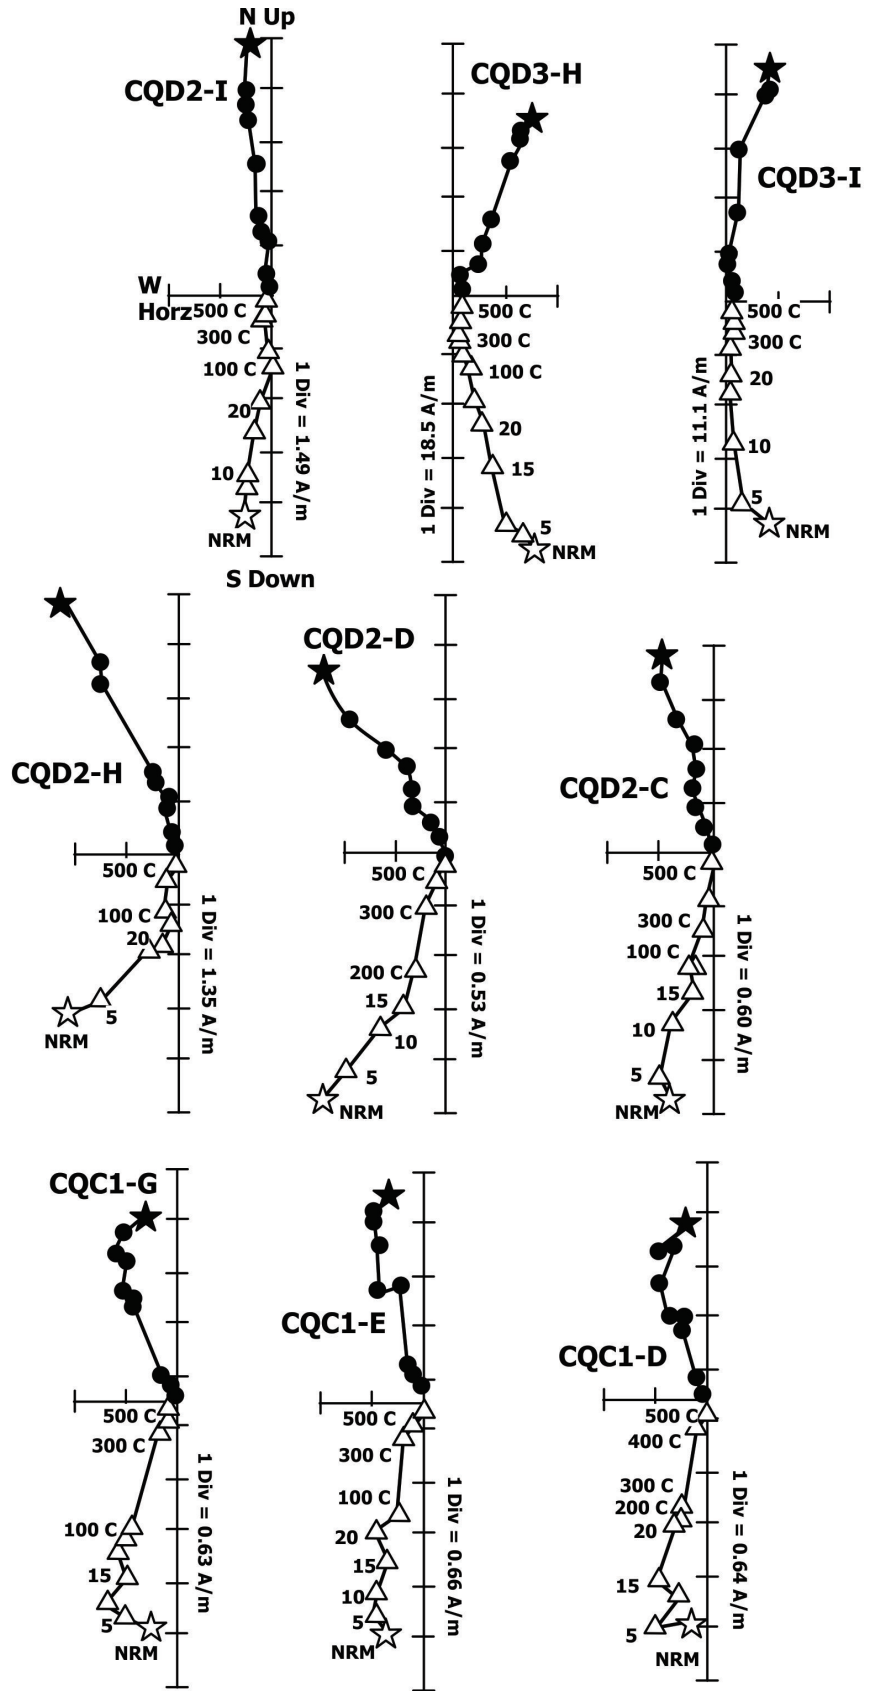 N Up
CQD2-I
W
Horz
500 C
300 C
100 C
20
10
NRM
1 Div = 1.49 A/m
S Down
CQD3-H
500 C
300 C
100 C
20
15
5
NRM
1 Div = 18.5 A/m
CQD3-I
500 C
300 C
20
10
5
NRM
1 Div = 11.1 A/m
CQD2-H
500 C
100 C
20
5
NRM
1 Div = 1.35 A/m
CQD2-D
500 C
300 C
200 C
15
10
5
NRM
1 Div = 0.53 A/m
CQD2-C
500 C
300 C
100 C
15
10
5
NRM
1 Div = 0.60 A/m
CQC1-G
500 C
300 C
100 C
15
5
NRM
1 Div = 0.63 A/m
CQC1-E
500 C
300 C
100 C
20
15
10
5
NRM
1 Div = 0.66 A/m
CQC1-D
500 C
400 C
300 C
200 C
20
15
5
NRM
1 Div = 0.64 A/m